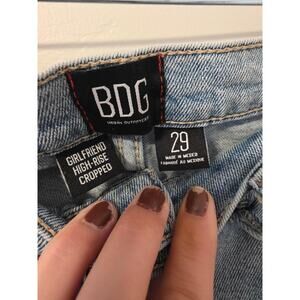 BDG
URBAN OUTFITTERS
GIRLFRIEND
HIGH-RISE
CROPPED
29
MADE IN MEXICO
FABRIQUÉ AU MEXIQUE